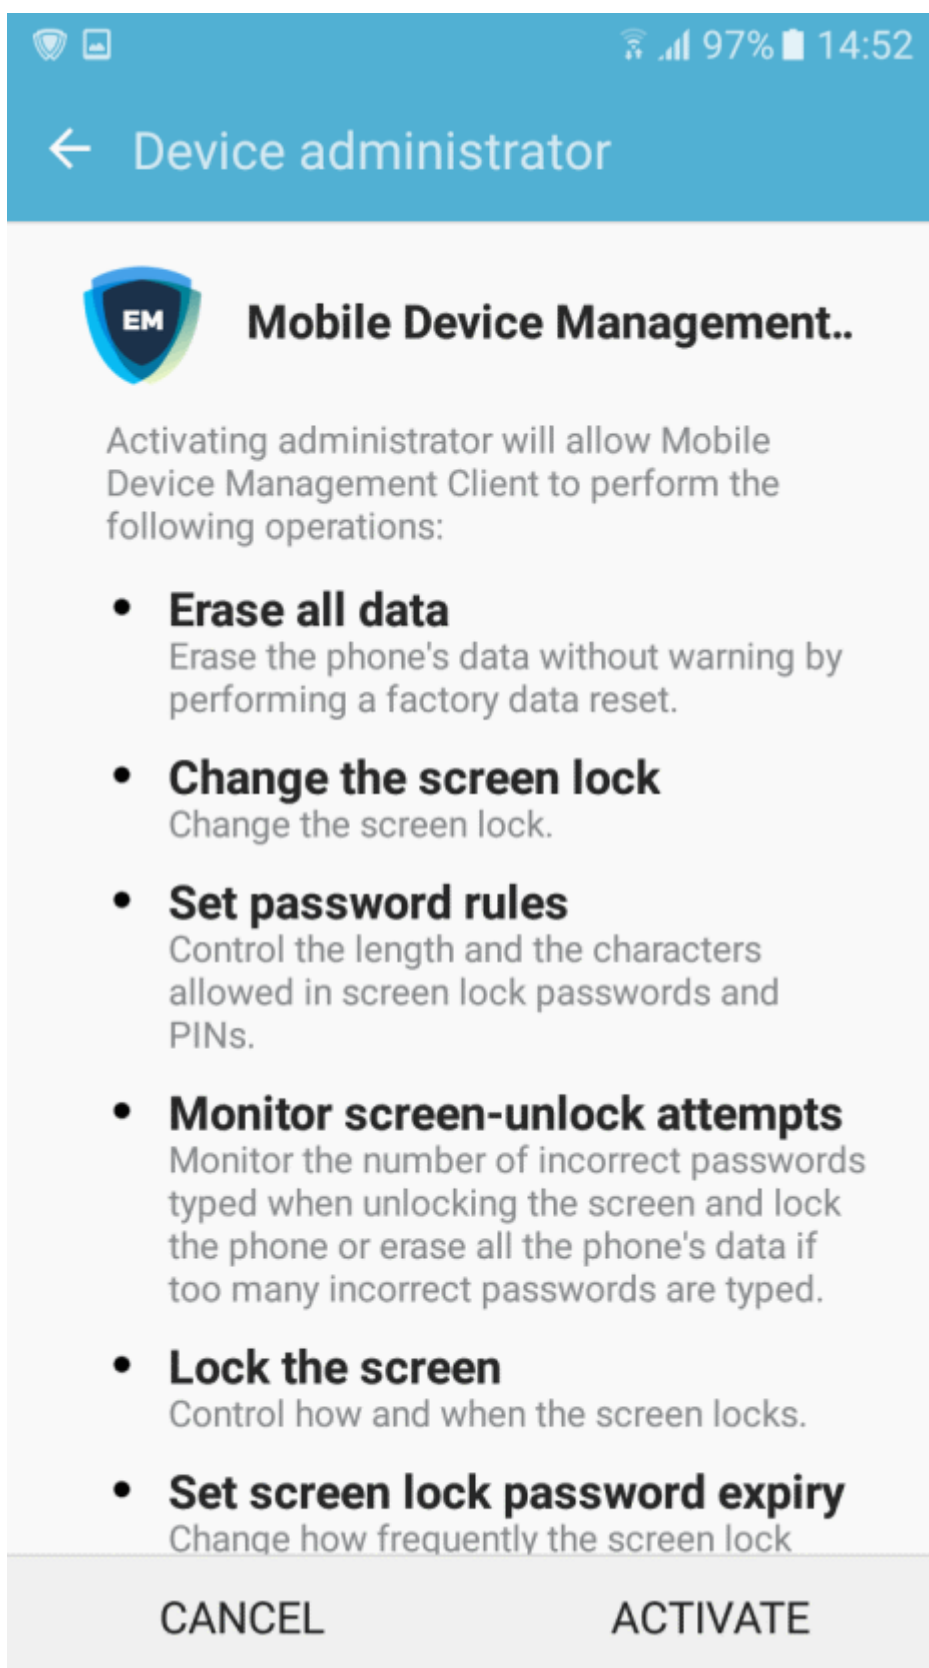 97% 14:52
Device administrator
EM
Mobile Device Management..
Activating administrator will allow Mobile
Device Management Client to perform the
following operations:
• Erase all data
Erase the phone's data without warning by
performing a factory data reset.
• Change the screen lock
Change the screen lock.
• Set password rules
Control the length and the characters
allowed in screen lock passwords and
PINs.
• Monitor screen-unlock attempts
Monitor the number of incorrect passwords
typed when unlocking the screen and lock
the phone or erase all the phone's data if
too many incorrect passwords are typed.
• Lock the screen
Control how and when the screen locks.
• Set screen lock password expiry
Change how frequently the screen lock
CANCEL ACTIVATE